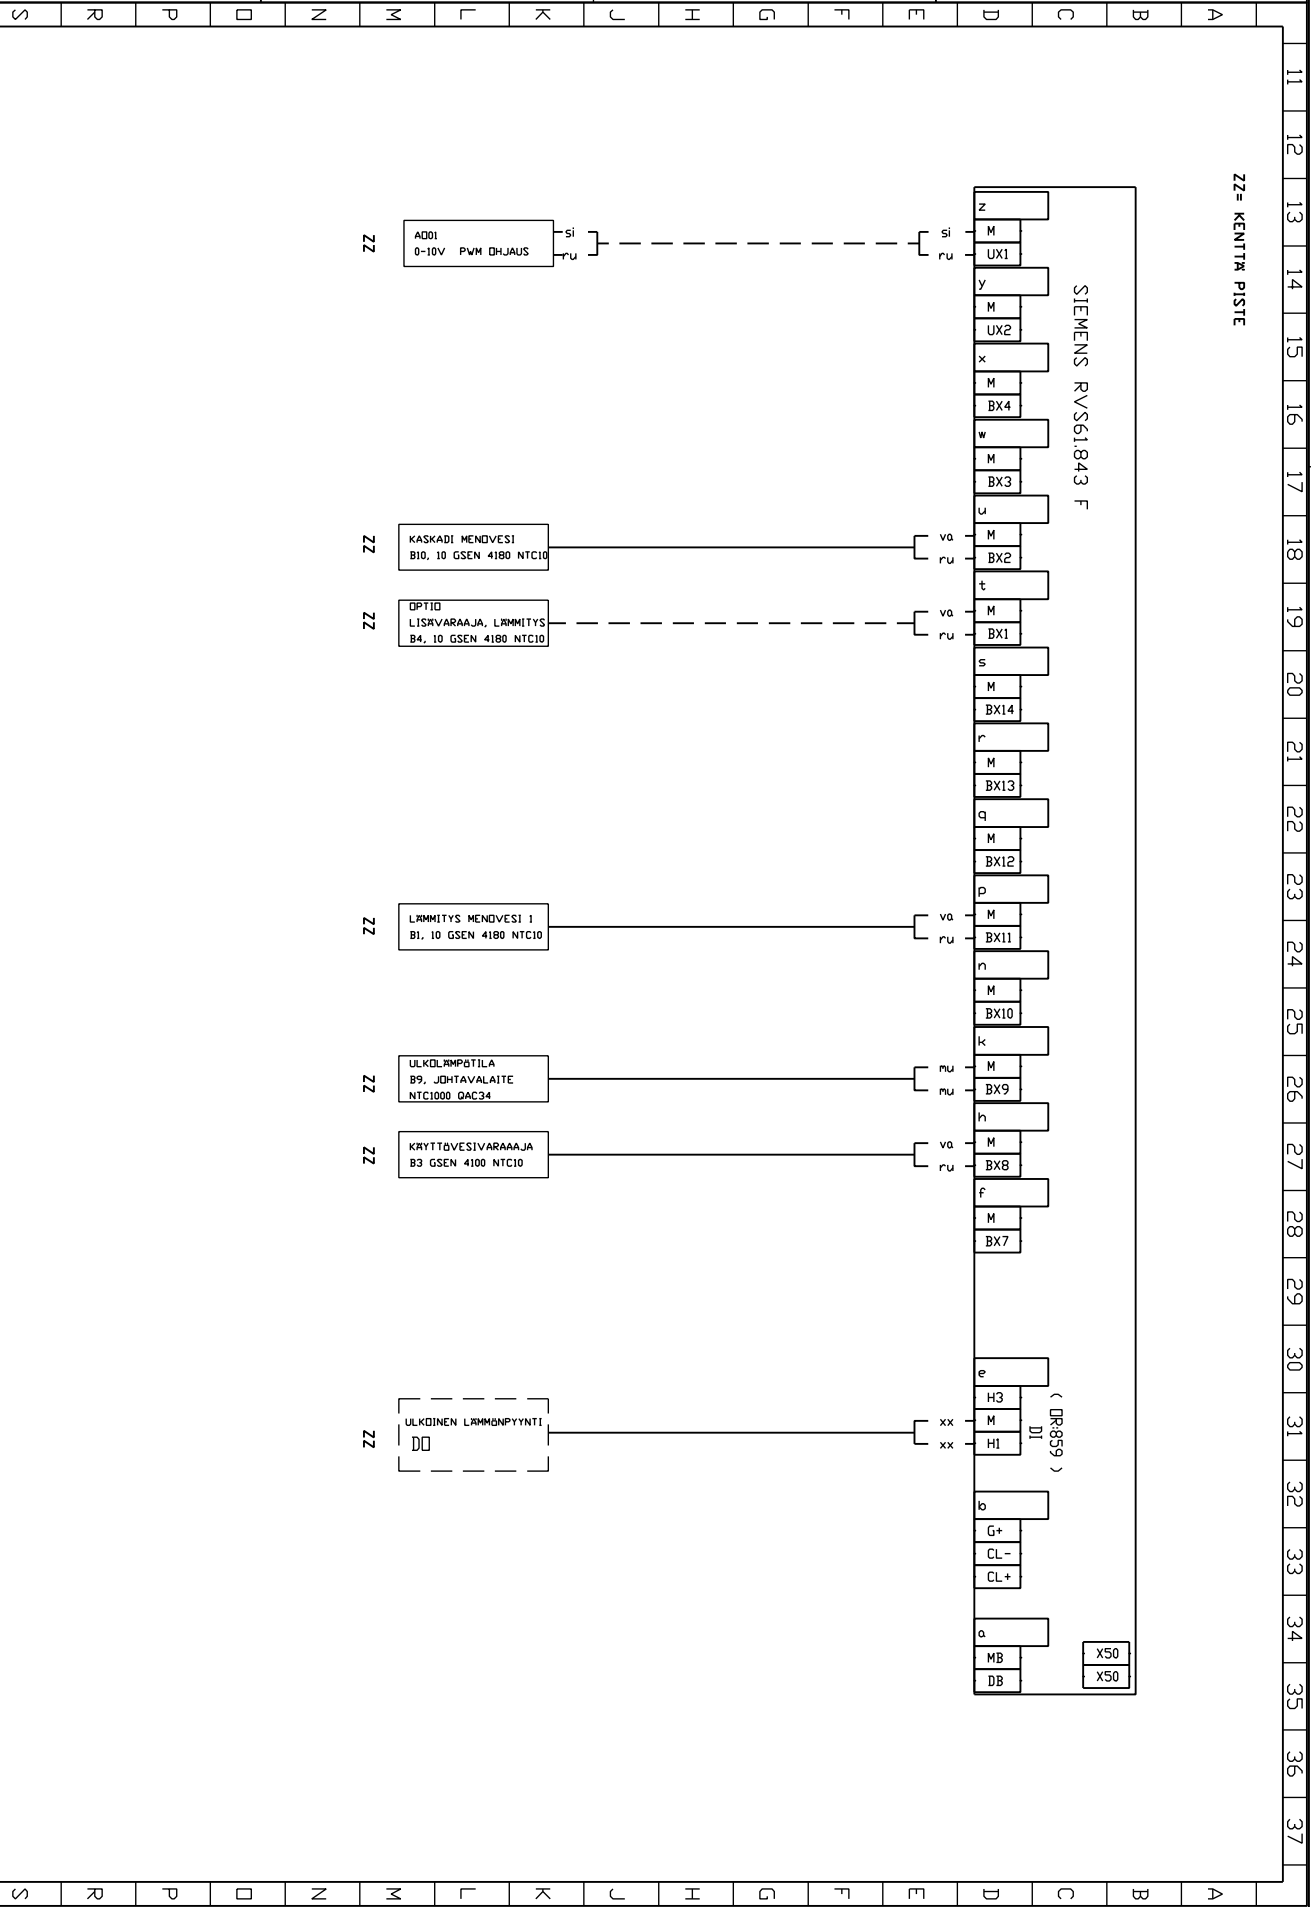 S R P O N M L K J H G F E D C B A
11
12
13
14
15
16
17
18
19
20
21
22
23
24
25
26
27
28
29
30
31
32
33
34
35
36
37
ZZ= KENTTÄ PISTE
SIEMENS RVS61.843 F
z
ZZ
AO01
0-10V PWM OHJAUS
si
ru
si
ru
M
UX1
y
M
UX2
x
M
BX4
w
M
BX3
u
ZZ
KASKADI MENOVESI
B10, 10 GSEN 4180 NTC10
va
ru
M
BX2
t
ZZ
OPTIO
LISÄVARAAJA, LÄMMITYS
B4, 10 GSEN 4180 NTC10
va
ru
M
BX1
s
M
BX14
r
M
BX13
q
M
BX12
p
ZZ
LÄMMITYS MENOVESI 1
B1, 10 GSEN 4180 NTC10
va
ru
M
BX11
n
M
BX10
k
ZZ
ULKOLÄMPÖTILA
B9, JOHTAVALAITE
NTC1000 QAC34
mu
mu
M
BX9
h
ZZ
KÄYTTÖVESIVARAAAJA
B3 GSEN 4100 NTC10
va
ru
M
BX8
f
M
BX7
e
( OR:859 )
DI
H3
ZZ
ULKOINEN LÄMMÖNPYYNTI
DO
xx
xx
M
H1
b
G+
CL-
CL+
a
MB
DB
X50
X50
S R P O N M L K J H G F E D C B A